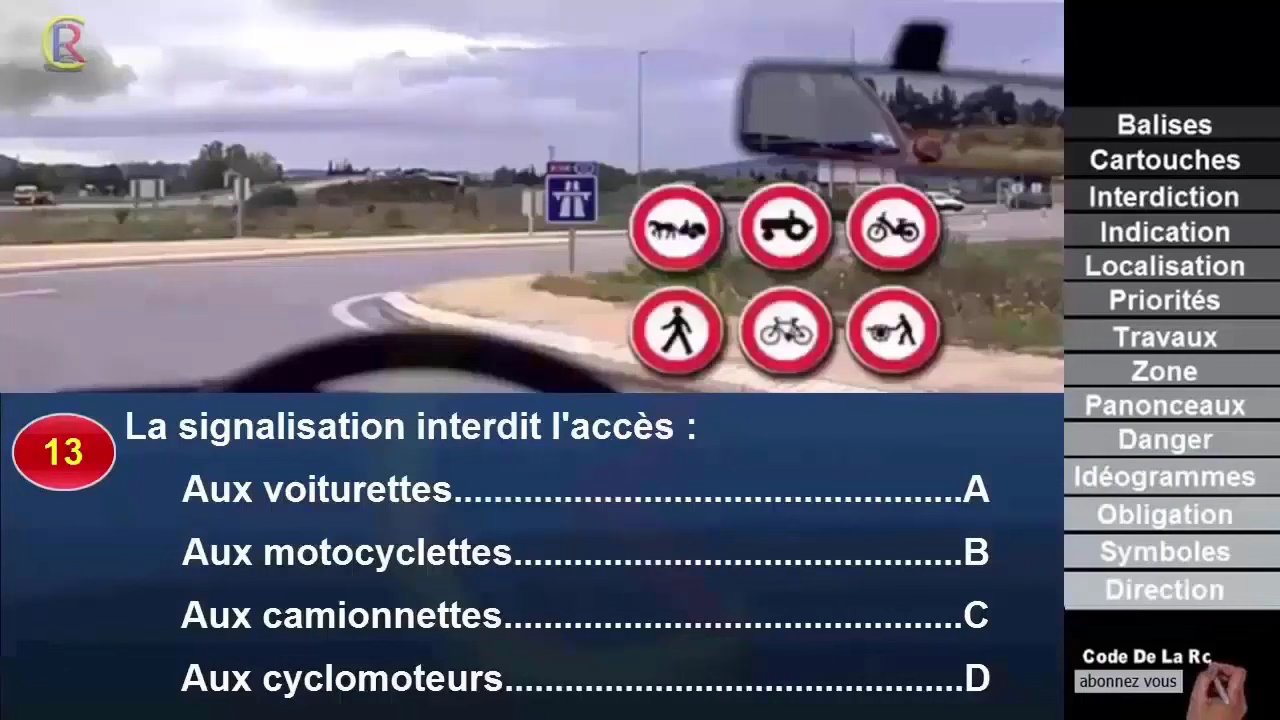 Balises
Cartouches
Interdiction
Indication
Localisation
Priorités
Travaux
Zone
Panonceaux
Danger
Idéogrammes
Obligation
Symboles
Direction
13
La signalisation interdit l'accès :
Aux voiturettes..................................................A
Aux motocyclettes............................................B
Aux camionnettes.............................................C
Aux cyclomoteurs.............................................D
Code De La Rc
abonnez vous